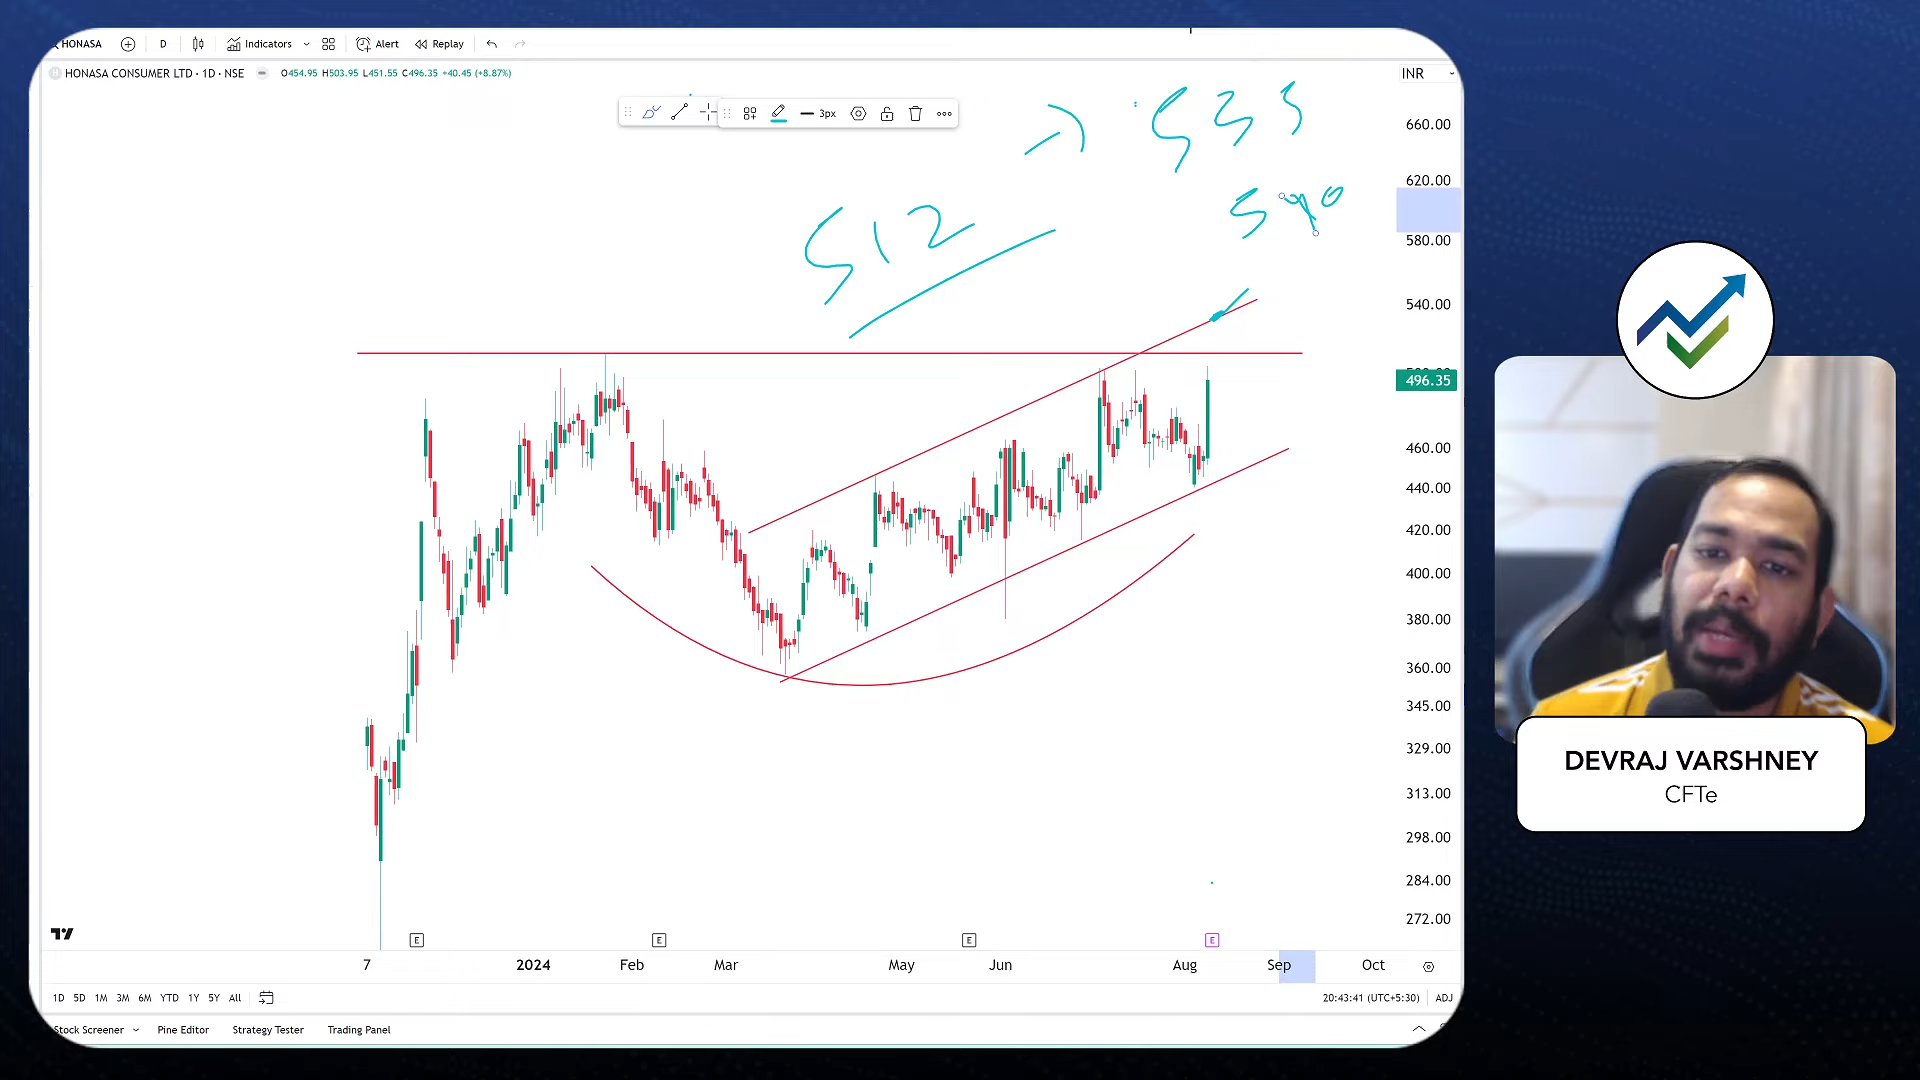 HONASA D Indicators Alert Replay
HONASA CONSUMER LTD · 1D · NSE O454.95 H503.95 L451.55 C496.35 +40.45 (+8.87%)
INR
3px
533
540
512
660.00
620.00
580.00
540.00
496.35
460.00
440.00
420.00
400.00
380.00
360.00
345.00
329.00
313.00
298.00
284.00
272.00
E E E E
7 2024 Feb Mar May Jun Aug Sep Oct
1D 5D 1M 3M 6M YTD 1Y 5Y All
20:43:41 (UTC+5:30) ADJ
Stock Screener Pine Editor Strategy Tester Trading Panel
DEVRAJ VARSHNEY
CFTe